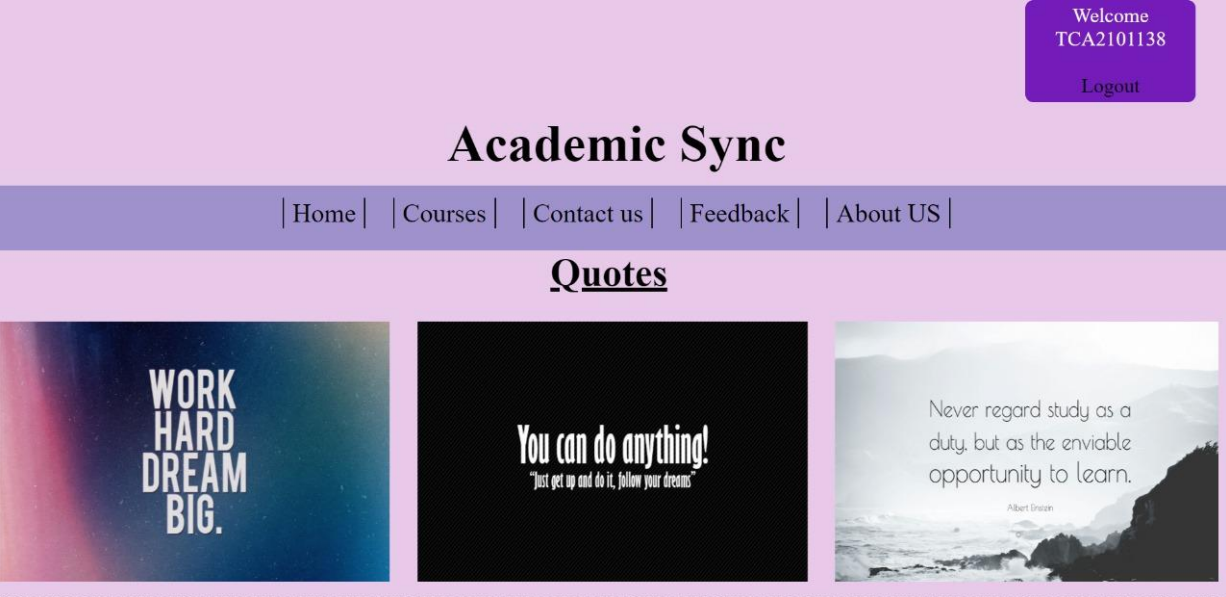 Welcome
TCA2101138
Logout
Academic Sync
|Home| |Courses| |Contact us| |Feedback| |About US|
Quotes
WORK
HARD
DREAM
BIG.
You can do anything!
"Just get up and do it, follow your dreams"
Never regard study as a
duty, but as the enviable
opportunity to learn.
Albert Einstein